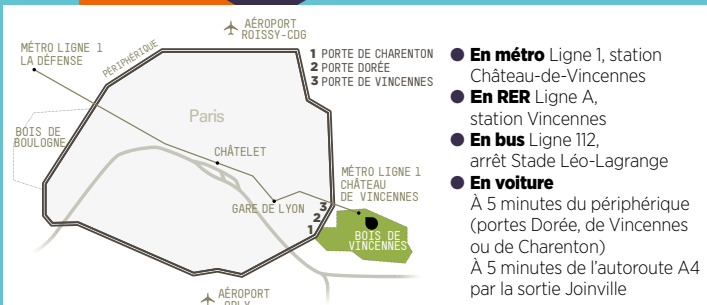 AÉROPORT
ROISSY-CDG
MÉTRO LIGNE 1
LA DÉFENSE
PÉRIPHÉRIQUE
1 PORTE DE CHARENTON
2 PORTE DORÉE
3 PORTE DE VINCENNES
Paris
BOIS DE
BOULOGNE
CHÂTELET
MÉTRO LIGNE 1
CHÂTEAU
DE VINCENNES
GARE DE LYON
3
2
1
BOIS DE
VINCENNES
AÉROPORT
ORLY
● En métro Ligne 1, station
Château-de-Vincennes
● En RER Ligne A,
station Vincennes
● En bus Ligne 112,
arrêt Stade Léo-Lagrange
● En voiture
À 5 minutes du périphérique
(portes Dorée, de Vincennes
ou de Charenton)
À 5 minutes de l'autoroute A4
par la sortie Joinville